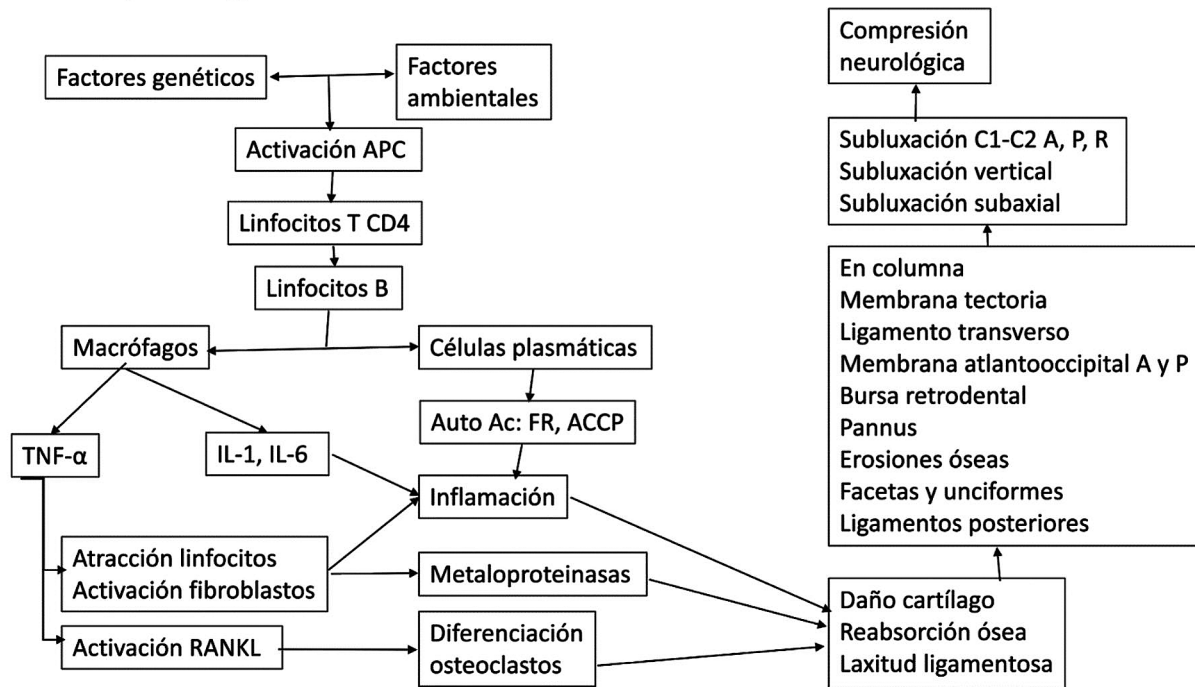 Factores genéticos
Factores
ambientales
Activación APC
Linfocitos T CD4
Linfocitos B
Macrófagos
Células plasmáticas
TNF-α
IL-1, IL-6
Auto Ac: FR, ACCP
Inflamación
Atracción linfocitos
Activación fibroblastos
Metaloproteinasas
Activación RANKL
Diferenciación
osteoclastos
Daño cartílago
Reabsorción ósea
Laxitud ligamentosa
En columna
Membrana tectoria
Ligamento transverso
Membrana atlantooccipital A y P
Bursa retrodental
Pannus
Erosiones óseas
Facetas y unciformes
Ligamentos posteriores
Subluxación C1-C2 A, P, R
Subluxación vertical
Subluxación subaxial
Compresión
neurológica